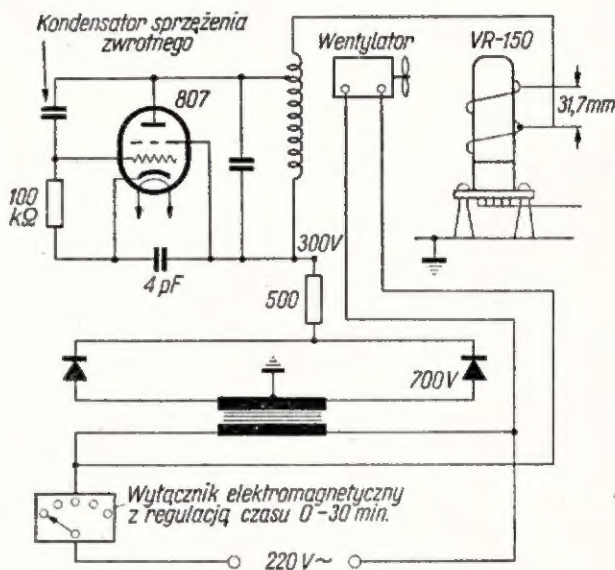 Kondensator sprzężenia
zwrotnego
807
Wentylator
VR-150
31,7mm
100
kΩ
4 pF
300V
500
700V
Wyłącznik elektromagnetyczny
z regulacją czasu 0-30 min.
220 V~